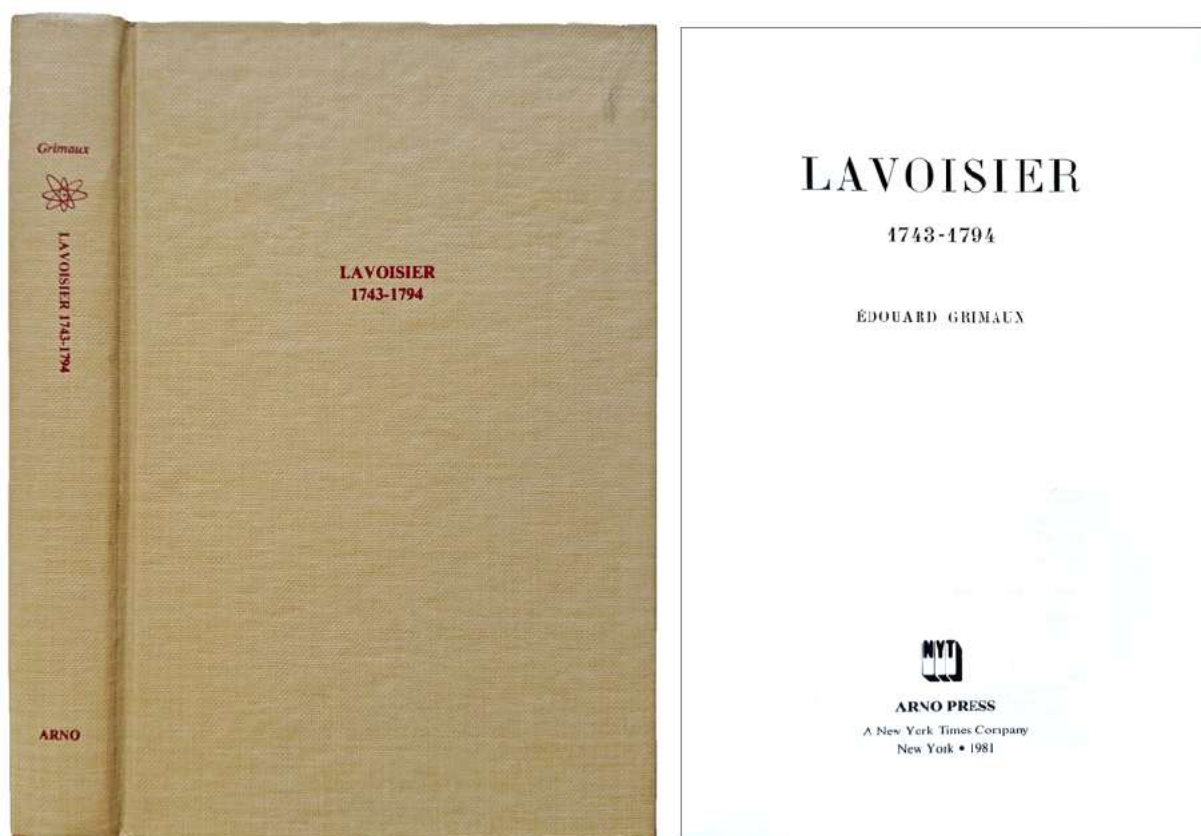 Grimaux
LAVOISIER 1743-1794
ARNO
LAVOISIER
1743-1794
LAVOISIER
1743-1794
ÉDOUARD GRIMAUX
NYT
ARNO PRESS
A New York Times Company
New York • 1981